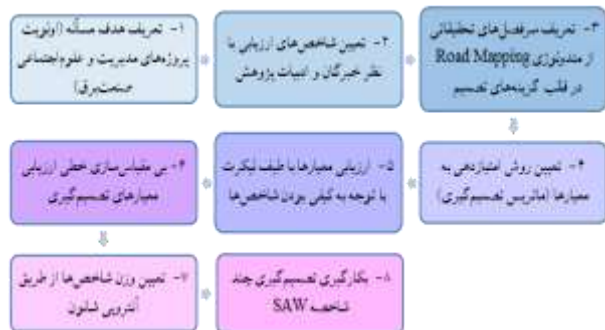 ۱- تعریف هدف مسأله (اولویت
پروژه‌های مدیریت و علوم‌اجتماعی
صنعت‌برق)
۲- تعیین شاخص‌های ارزیابی با
نظر خبرگان و ادبیات پژوهش
۳- تعریف سرفصل‌های تحقیقاتی
از متدولوژی Road Mapping
در قالب گزینه‌های تصمیم
۴- تعیین روش امتیازدهی به
معیارها (ماتریس تصمیم‌گیری)
۵- ارزیابی معیارها با طیف لیکرت
با توجه به کیفی بودن شاخص‌ها
۶- بی مقیاس‌سازی خطی ارزیابی
معیارهای تصمیم‌گیری
۷- تعیین وزن شاخص‌ها از طریق
آنتروپی شانون
۸- بکارگیری تصمیم‌گیری چند
شاخصه SAW